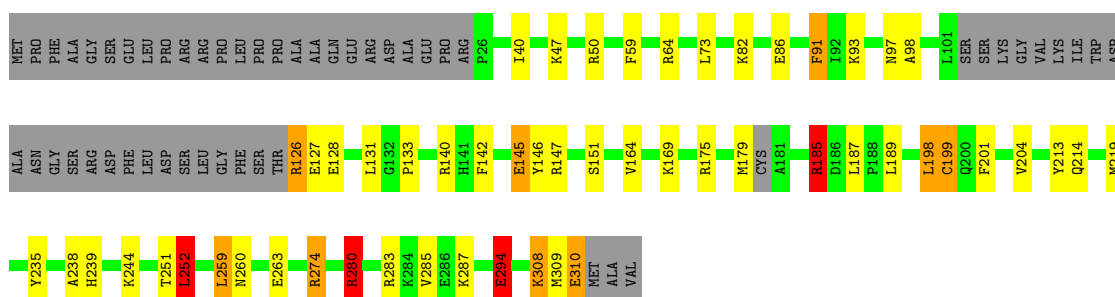 MET PRO PHE ALA GLY SER GLU LEU PRO ARG ARG PRO LEU PRO PRO ALA ALA GLN GLU ARG ASP ALA GLU PRO ARG P26 I40 K47 R50 F59 R64 L73 K82 E86 F91 I92 K93 N97 A98 L101 SER SER LYS GLY VAL LYS ILE TRP ASP
ALA ASN GLY SER ARG ASP PHE LEU ASP SER LEU GLY PHE SER THR R126 E127 E128 L131 G132 P133 R140 H141 F142 E145 Y146 R147 S151 V164 K169 R175 M179 CYS A181 R185 D186 L187 P188 L189 L198 C199 Q200 F201 V204 Y213 Q214 M219
Y235 A238 H239 K244 T251 L252 L259 N260 E263 R274 R280 R283 K284 V285 E286 K287 E294 K308 M309 E310 MET ALA VAL